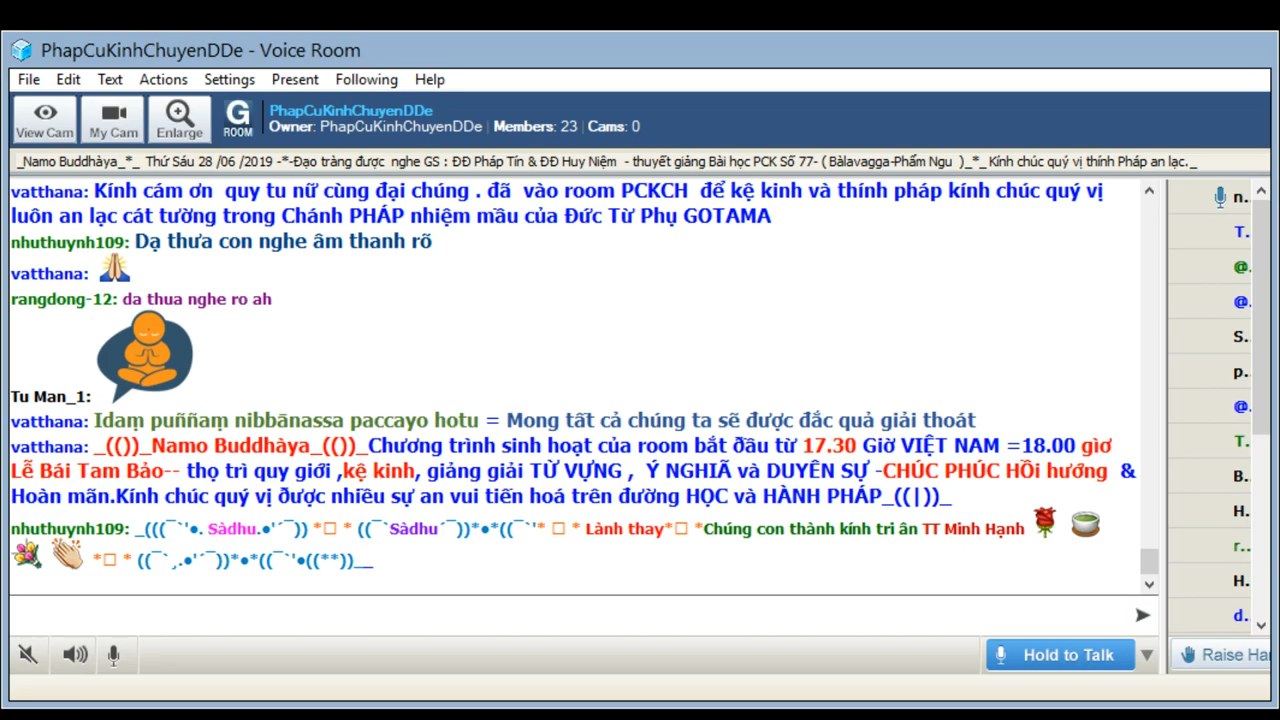 PhapCuKinhChuyenDDe - Voice Room
File Edit Text Actions Settings Present Following Help
View Cam My Cam Enlarge G ROOM
PhapCuKinhChuyenDDe
Owner: PhapCuKinhChuyenDDe | Members: 23 | Cams: 0
_Namo Buddhàya_*_ Thứ Sáu 28 /06 /2019 -*-Đạo tràng được nghe GS : ĐĐ Pháp Tín & ĐĐ Huy Niệm - thuyết giảng Bài học PCK Số 77- ( Bàlavagga-Phẩm Ngu )_*_ Kính chúc quý vị thính Pháp an lạc._
vatthana: Kính cám ơn quy tu nữ cùng đại chúng . đã vào room PCKCH để kệ kinh và thính pháp kính chúc quý vị
luôn an lạc cát tường trong Chánh PHÁP nhiệm mầu của Đức Từ Phụ GOTAMA
nhuthuynh109: Dạ thưa con nghe âm thanh rõ
vatthana:
rangdong-12: da thua nghe ro ah
Tu Man_1:
vatthana: Idaṃ puññaṃ nibbānassa paccayo hotu = Mong tất cả chúng ta sẽ được đắc quả giải thoát
vatthana: _(())_Namo Buddhàya_(())_Chương trình sinh hoạt của room bắt ðầu từ 17.30 Giờ VIỆT NAM =18.00 giơ
Lễ Bái Tam Bảo-- thọ trì quy giới ,kệ kinh, giảng giải TỪ VỰNG , Ý NGHIÃ và DUYÊN SỰ -CHÚC PHÚC HỒi hướng &
Hoàn mãn.Kính chúc quý vị ðược nhiều sự an vui tiến hoá trên đường HỌC và HÀNH PHÁP_((|))_
nhuthuynh109: _(((¯`'•. Sàdhu.•'´¯)) *□ * ((¯`Sàdhu´¯))*•*((¯`'* □ * Lành thay*□ *Chúng con thành kính tri ân TT Minh Hạnh
*□ * ((¯`¸.•'´¯))*•*((¯`'•((**))__
n.
T.
@.
@.
S.
p.
@.
T.
B.
H.
r..
H.
d.
Hold to Talk
Raise Ha